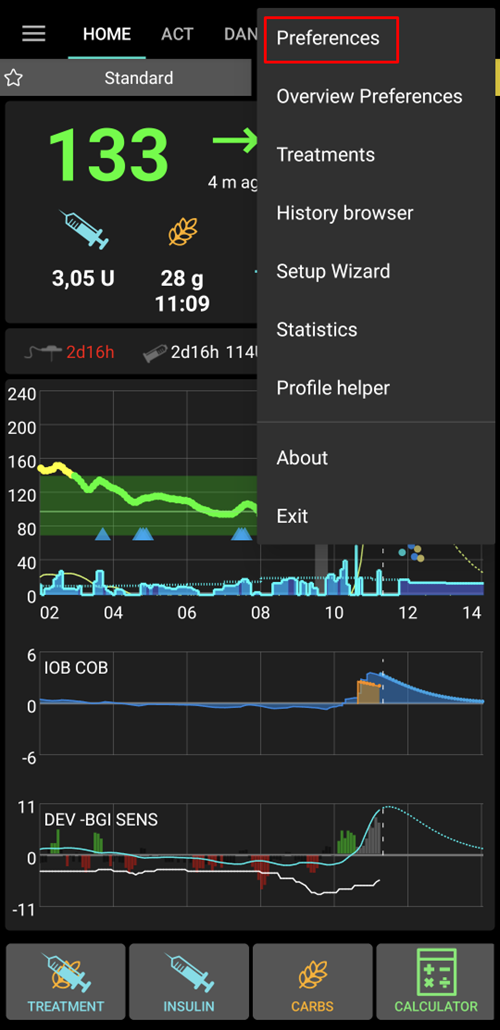 HOME ACT DAN
Preferences
Standard
Overview Preferences
133
Treatments
4 m ag
History browser
3,05 U 28 g
11:09
Setup Wizard
Statistics
2d16h 2d16h 114U
Profile helper
240
200
160
About
120
Exit
80
40
0
02 04 06 08 10 12 14
6
IOB COB
0
-6
11
DEV -BGI SENS
0
-11
TREATMENT INSULIN CARBS CALCULATOR